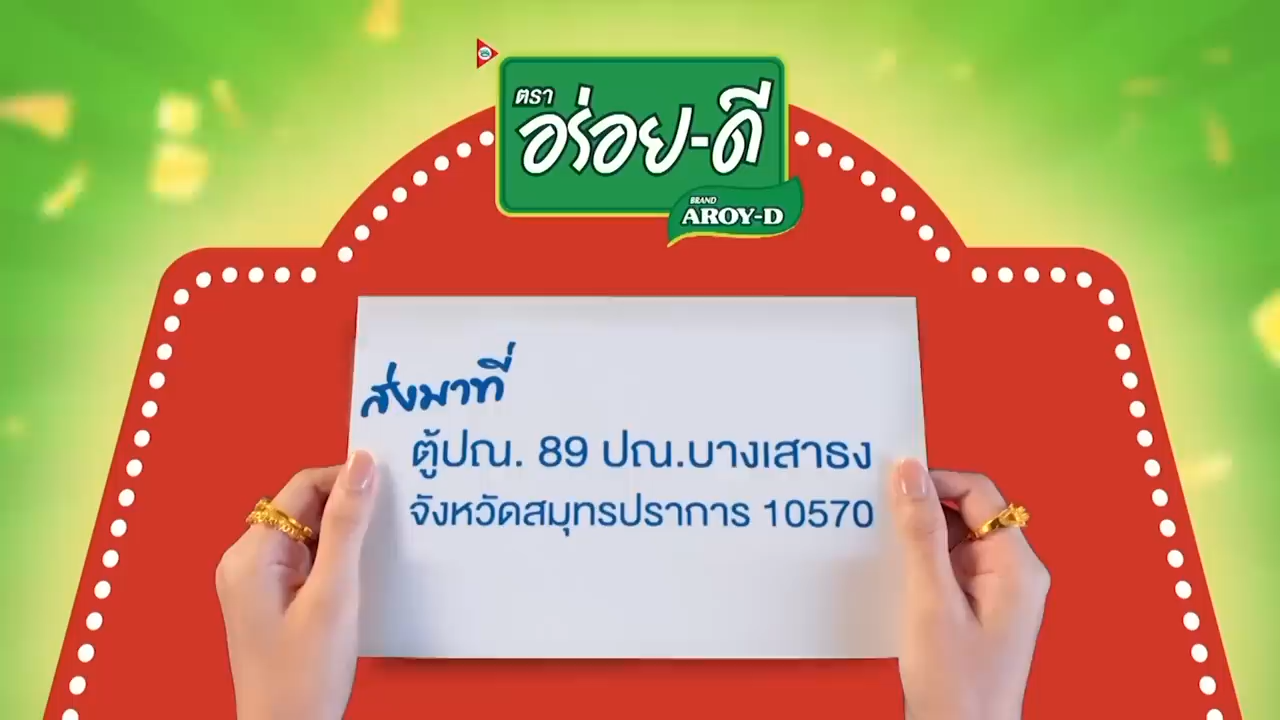 ตรา
อร่อย-ดี
BRAND
AROY-D
ส่งมาที่
ตู้ปณ. 89 ปณ.บางเสาธง
จังหวัดสมุทรปราการ 10570